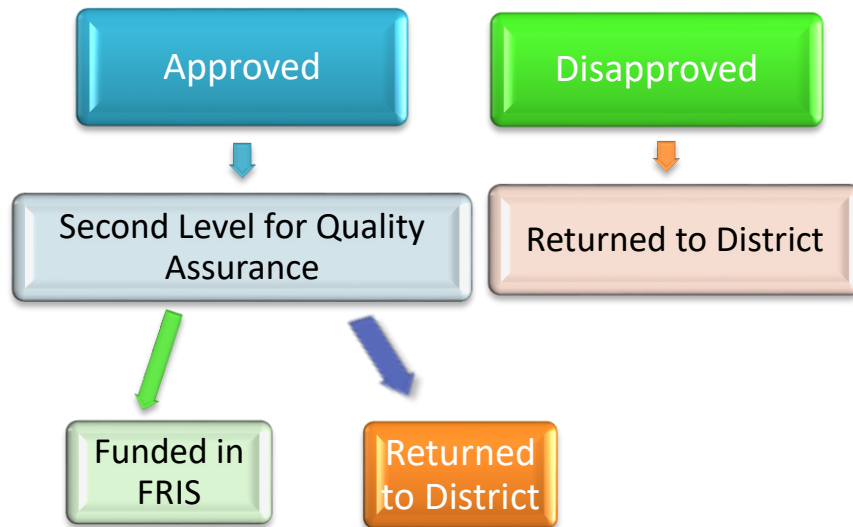 Approved
Disapproved
Second Level for Quality
Assurance
Returned to District
Funded in
FRIS
Returned
to District